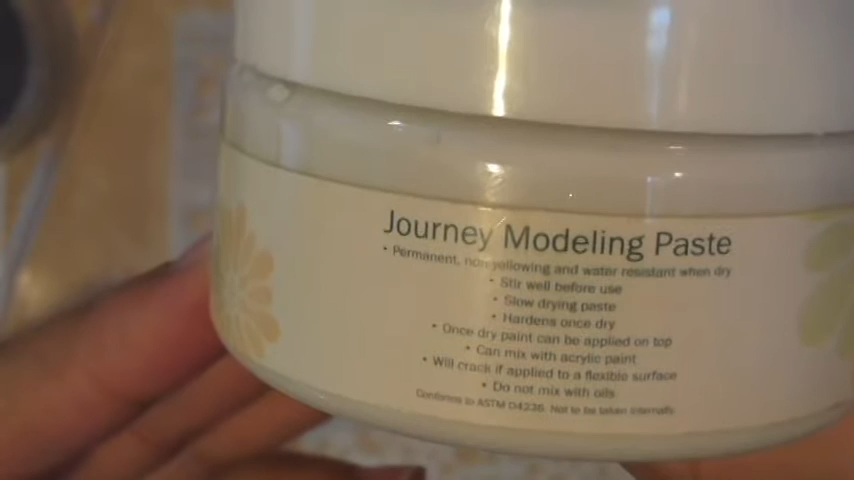 Journey Modeling Paste
• Permanent, non-yellowing and water resistant when dry
• Stir well before use
• Slow drying paste
• Hardens once dry
• Once dry paint can be applied on top
• Can mix with acrylic paint
• Will crack if applied to a flexible surface
• Do not mix with oils
Conforms to ASTM D4236. Not to be taken internally